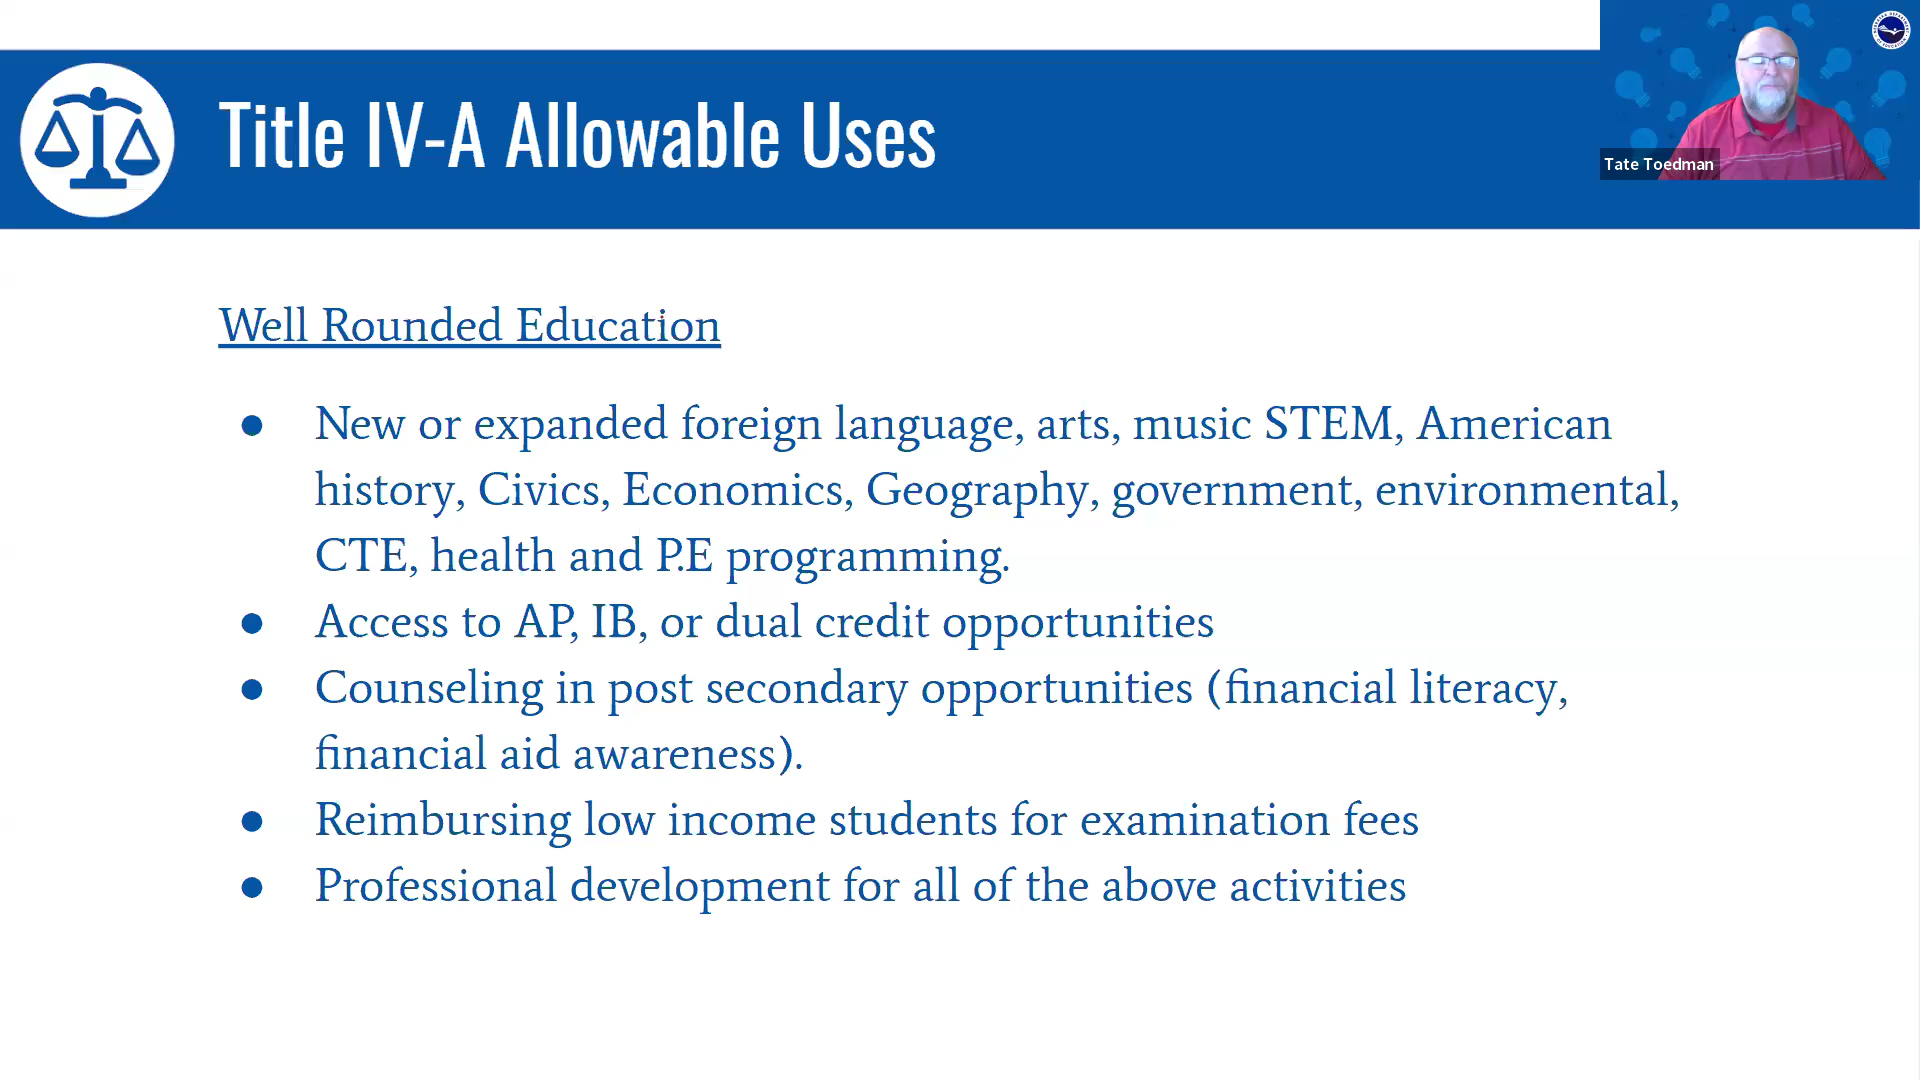 Title IV-A Allowable Uses
Tate Toedman
Well Rounded Education
● New or expanded foreign language, arts, music STEM, American
history, Civics, Economics, Geography, government, environmental,
CTE, health and P.E programming.
● Access to AP, IB, or dual credit opportunities
● Counseling in post secondary opportunities (financial literacy,
financial aid awareness).
● Reimbursing low income students for examination fees
● Professional development for all of the above activities